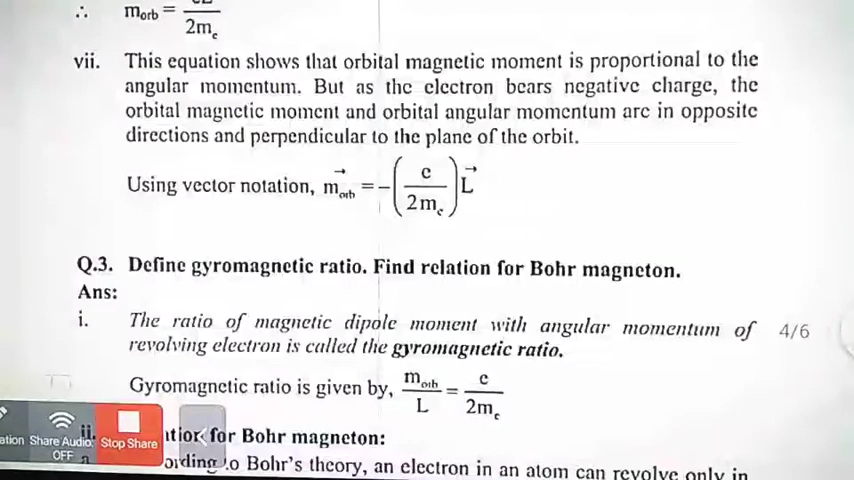 ∴ m_orb = eL / 2m_e
vii. This equation shows that orbital magnetic moment is proportional to the
angular momentum. But as the electron bears negative charge, the
orbital magnetic moment and orbital angular momentum are in opposite
directions and perpendicular to the plane of the orbit.
Using vector notation, m⃗_orb = −(e / 2m_e) L⃗
Q.3. Define gyromagnetic ratio. Find relation for Bohr magneton.
Ans:
i. The ratio of magnetic dipole moment with angular momentum of
revolving electron is called the gyromagnetic ratio.
4/6
Gyromagnetic ratio is given by, m_orb / L = e / 2m_e
ii. for Bohr magneton:
to Bohr's theory, an electron in an atom can revolve only in
Share Audio:
OFF
Stop Share